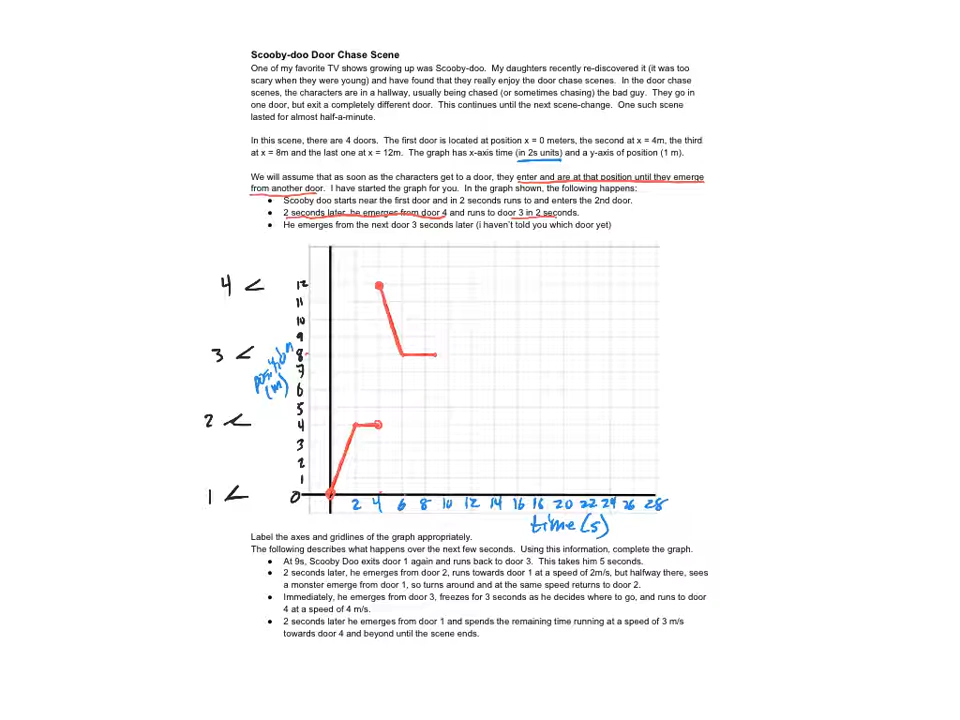 Scooby-doo Door Chase Scene
One of my favorite TV shows growing up was Scooby-doo. My daughters recently re-discovered it (it was too
scary when they were young) and have found that they really enjoy the door chase scenes. In the door chase
scenes, the characters are in a hallway, usually being chased (or sometimes chasing) the bad guy. They go in
one door, but exit a completely different door. This continues until the next scene-change. One such scene
lasted for almost half-a-minute.
In this scene, there are 4 doors. The first door is located at position x = 0 meters, the second at x = 4m, the third
at x = 8m and the last one at x = 12m. The graph has x-axis time (in 2s units) and a y-axis of position (1 m).
We will assume that as soon as the characters get to a door, they enter and are at that position until they emerge
from another door. I have started the graph for you. In the graph shown, the following happens:
• Scooby doo starts near the first door and in 2 seconds runs to and enters the 2nd door.
• 2 seconds later, he emerges from door 4 and runs to door 3 in 2 seconds.
• He emerges from the next door 3 seconds later (i haven't told you which door yet)
4 < 12
11
10
9
3 < 8
position
(m)
7
6
5
2 < 4
3
2
1
1 < 0
2 4 6 8 10 12 14 16 18 20 22 24 26 28
time (s)
Label the axes and gridlines of the graph appropriately.
The following describes what happens over the next few seconds. Using this information, complete the graph.
• At 9s, Scooby Doo exits door 1 again and runs back to door 3. This takes him 5 seconds.
• 2 seconds later, he emerges from door 2, runs towards door 1 at a speed of 2m/s, but halfway there, sees
a monster emerge from door 1, so turns around and at the same speed returns to door 2.
• Immediately, he emerges from door 3, freezes for 3 seconds as he decides where to go, and runs to door
4 at a speed of 4 m/s.
• 2 seconds later he emerges from door 1 and spends the remaining time running at a speed of 3 m/s
towards door 4 and beyond until the scene ends.